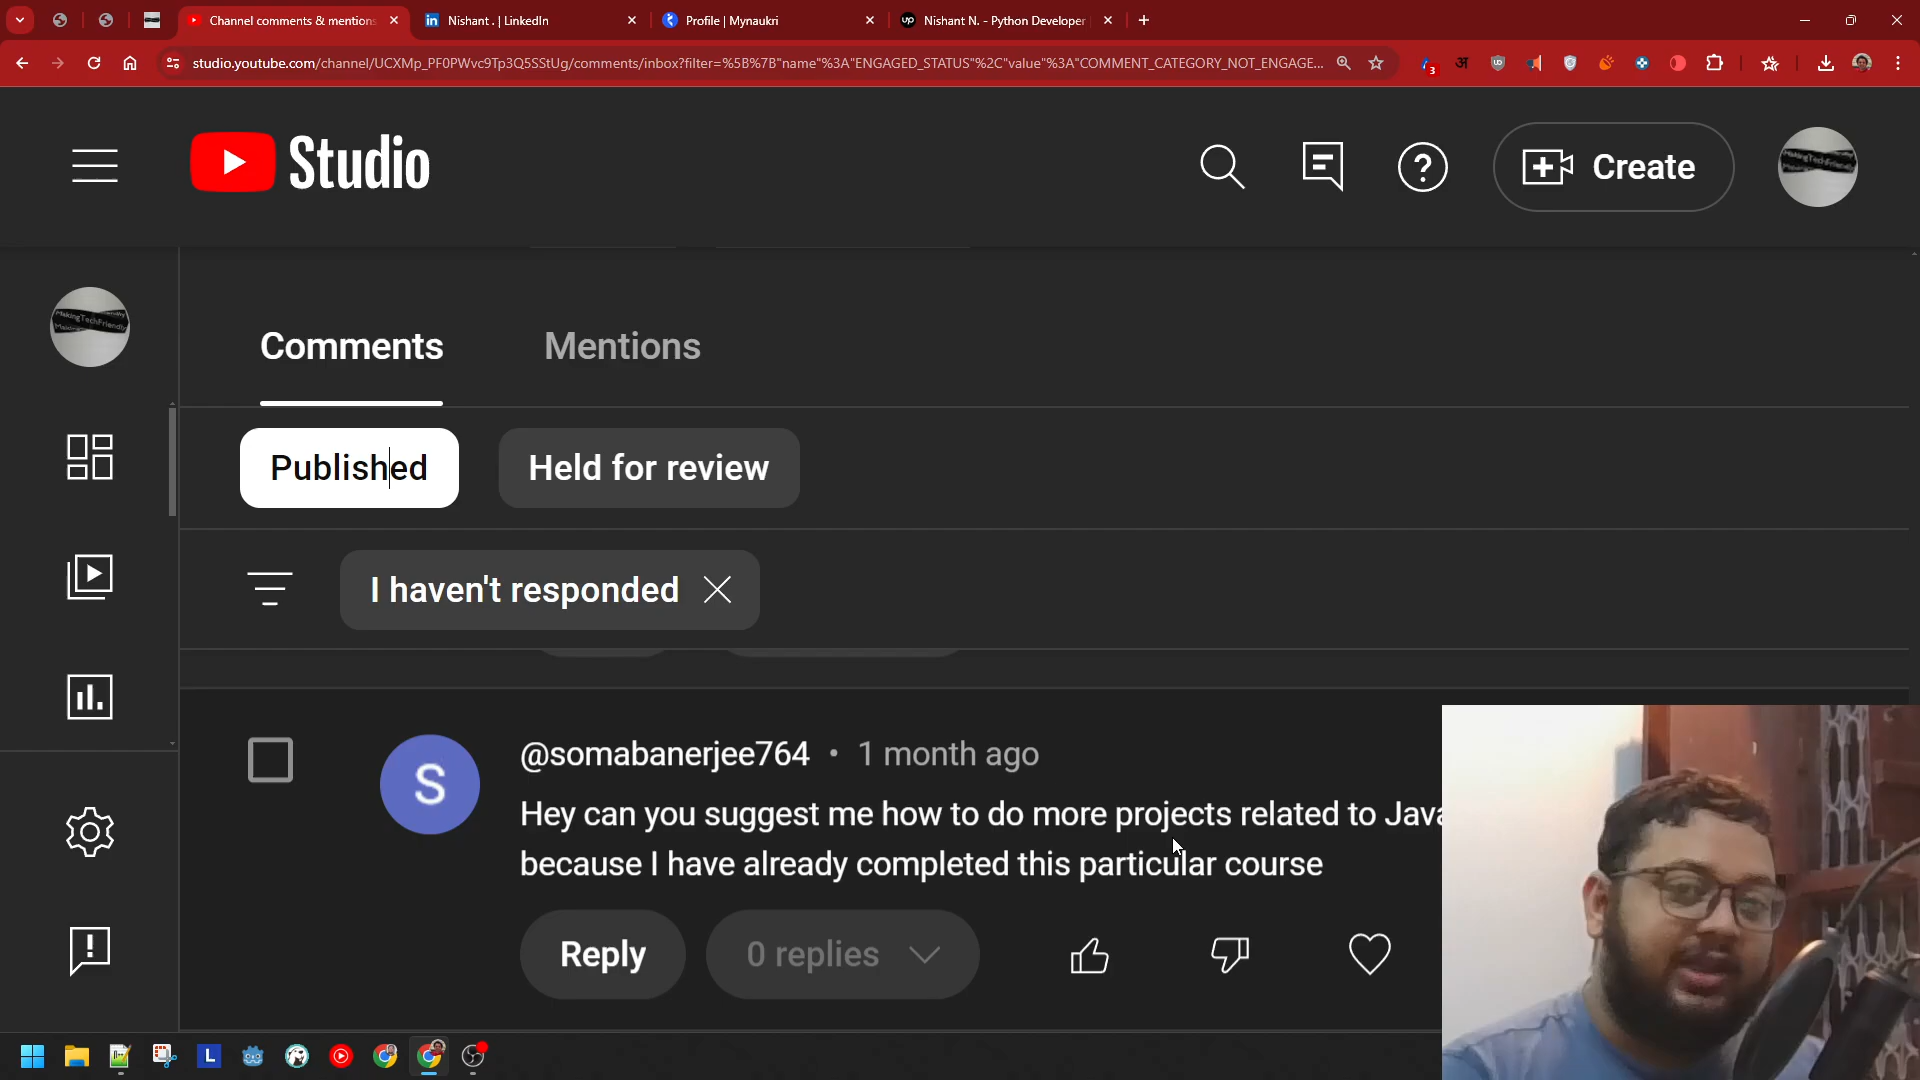 Channel comments & mentions
Nishant . | LinkedIn
Profile | Mynaukri
Nishant N. - Python Developer
studio.youtube.com/channel/UCXMp_PF0PWvc9Tp3Q5SStUg/comments/inbox?filter=%5B%7B"name"%3A"ENGAGED_STATUS"%2C"value"%3A"COMMENT_CATEGORY_NOT_ENGAGE...
3
अ
Studio
?
Create
MakingTechFriendly
Comments
Mentions
Published
Held for review
I haven't responded
S
@somabanerjee764 • 1 month ago
Hey can you suggest me how to do more projects related to Java
because I have already completed this particular course
Reply
0 replies
L